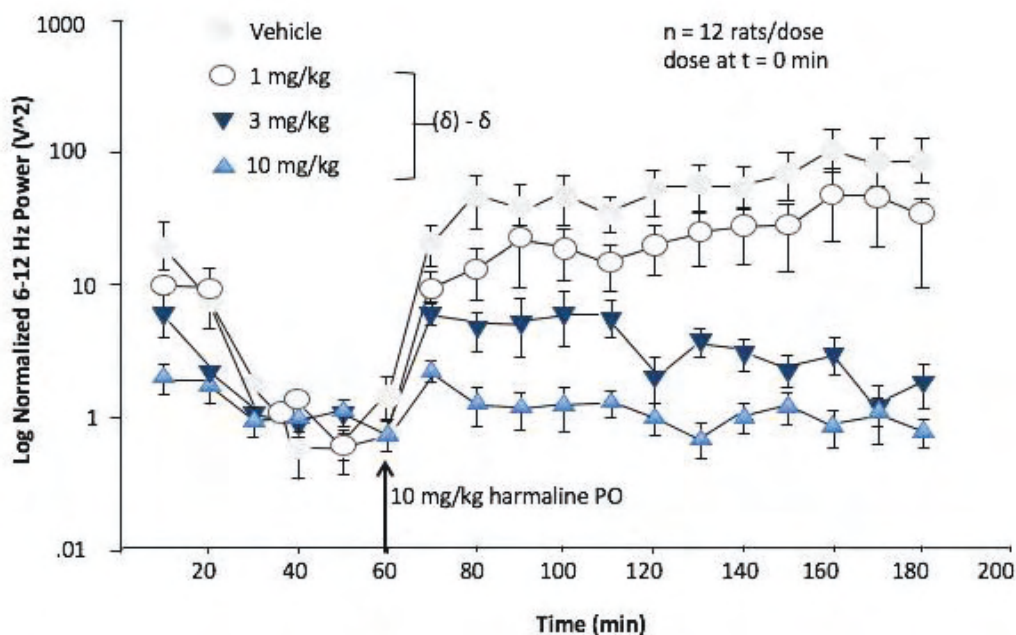 1000
100
10
1
.01
Log Normalized 6-12 Hz Power (V^2)
Vehicle
1 mg/kg
3 mg/kg
10 mg/kg
(δ) - δ
n = 12 rats/dose
dose at t = 0 min
10 mg/kg harmaline PO
20 40 60 80 100 120 140 160 180 200
Time (min)